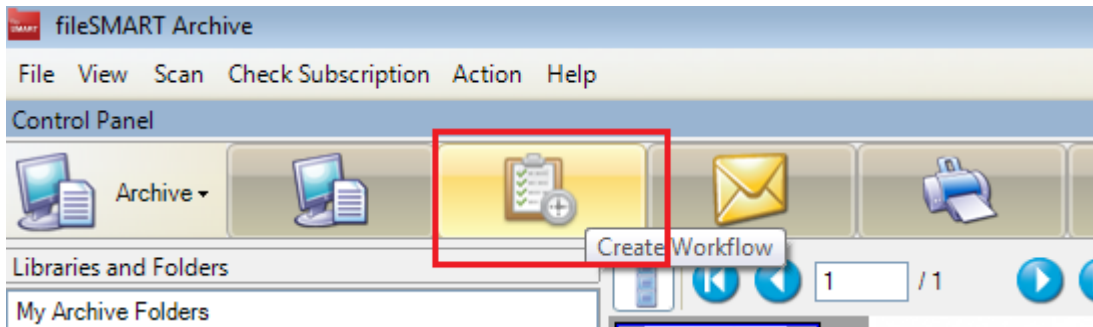 fileSMART Archive
File View Scan Check Subscription Action Help
Control Panel
Archive
Create Workflow
Libraries and Folders
1 / 1
My Archive Folders